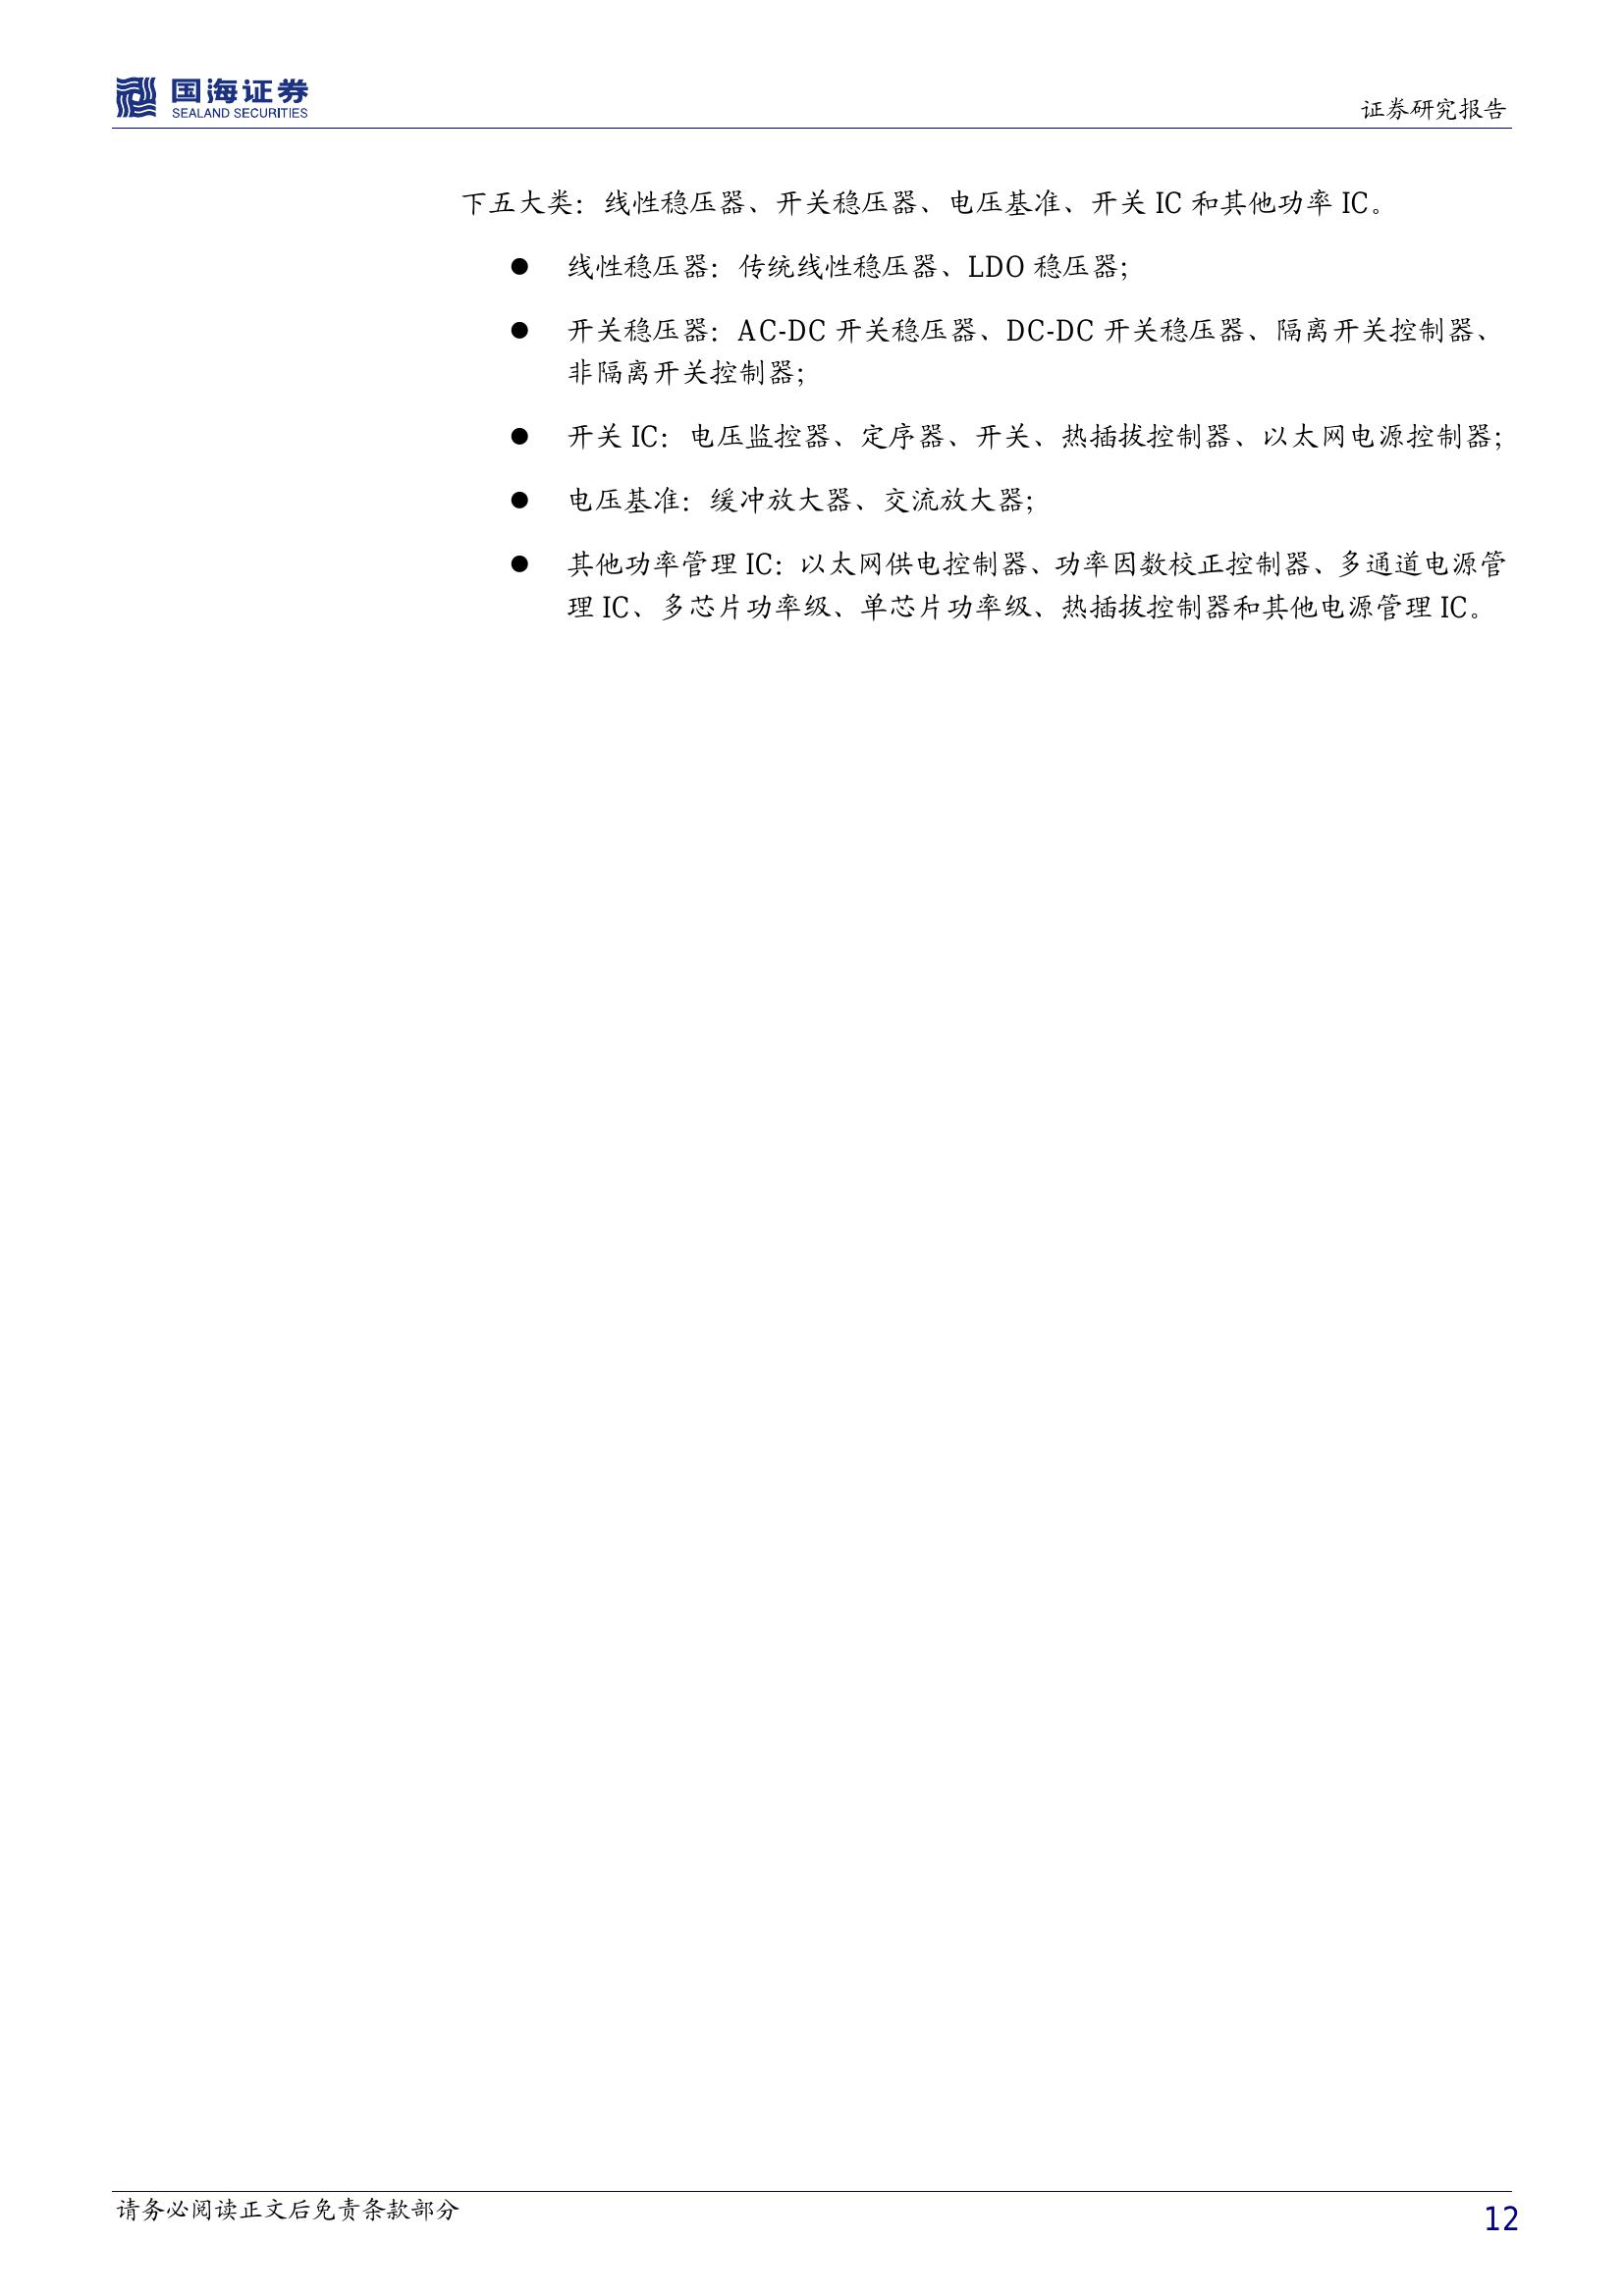 国海证券
SEALAND SECURITIES
证券研究报告
下五大类：线性稳压器、开关稳压器、电压基准、开关 IC 和其他功率 IC。
● 线性稳压器：传统线性稳压器、LDO 稳压器；
● 开关稳压器：AC-DC 开关稳压器、DC-DC 开关稳压器、隔离开关控制器、
非隔离开关控制器；
● 开关 IC：电压监控器、定序器、开关、热插拔控制器、以太网电源控制器；
● 电压基准：缓冲放大器、交流放大器；
● 其他功率管理 IC：以太网供电控制器、功率因数校正控制器、多通道电源管
理 IC、多芯片功率级、单芯片功率级、热插拔控制器和其他电源管理 IC。
请务必阅读正文后免责条款部分
12